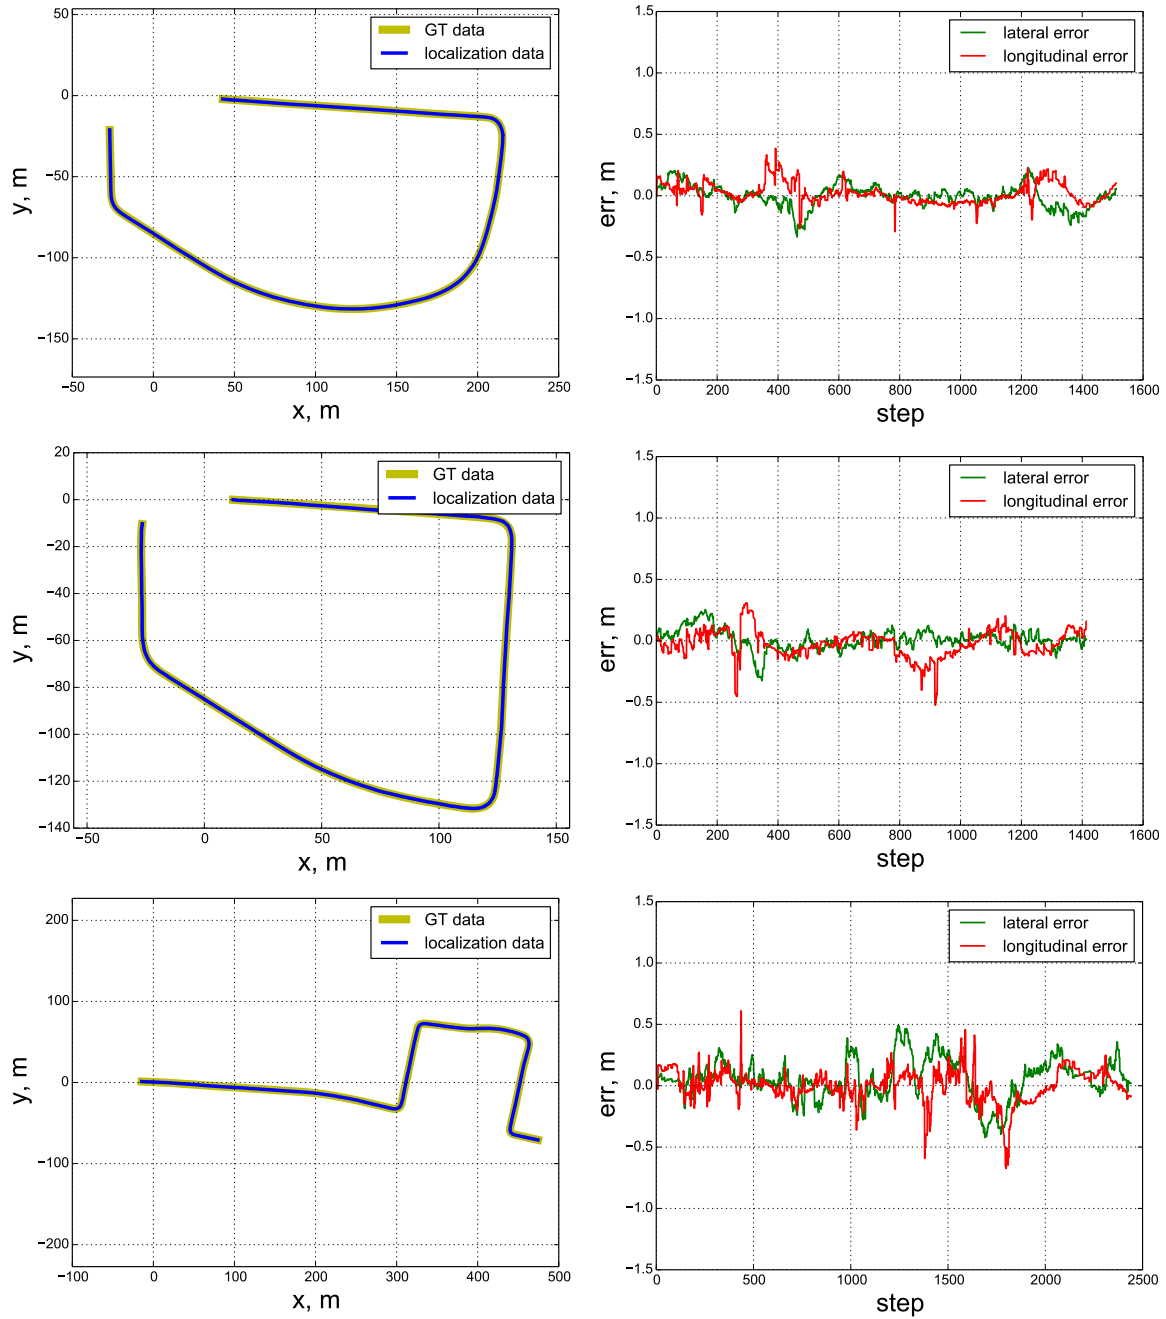 50
0
−50
−100
−150
−50 0 50 100 150 200 250
y, m
x, m
GT data
localization data
1.5
1.0
0.5
0.0
−0.5
−1.0
−1.5
0 200 400 600 800 1000 1200 1400 1600
err, m
step
lateral error
longitudinal error
20
0
−20
−40
−60
−80
−100
−120
−140
−50 0 50 100 150
y, m
x, m
GT data
localization data
1.5
1.0
0.5
0.0
−0.5
−1.0
−1.5
0 200 400 600 800 1000 1200 1400 1600
err, m
step
lateral error
longitudinal error
200
100
0
−100
−200
−100 0 100 200 300 400 500
y, m
x, m
GT data
localization data
1.5
1.0
0.5
0.0
−0.5
−1.0
−1.5
0 500 1000 1500 2000 2500
err, m
step
lateral error
longitudinal error